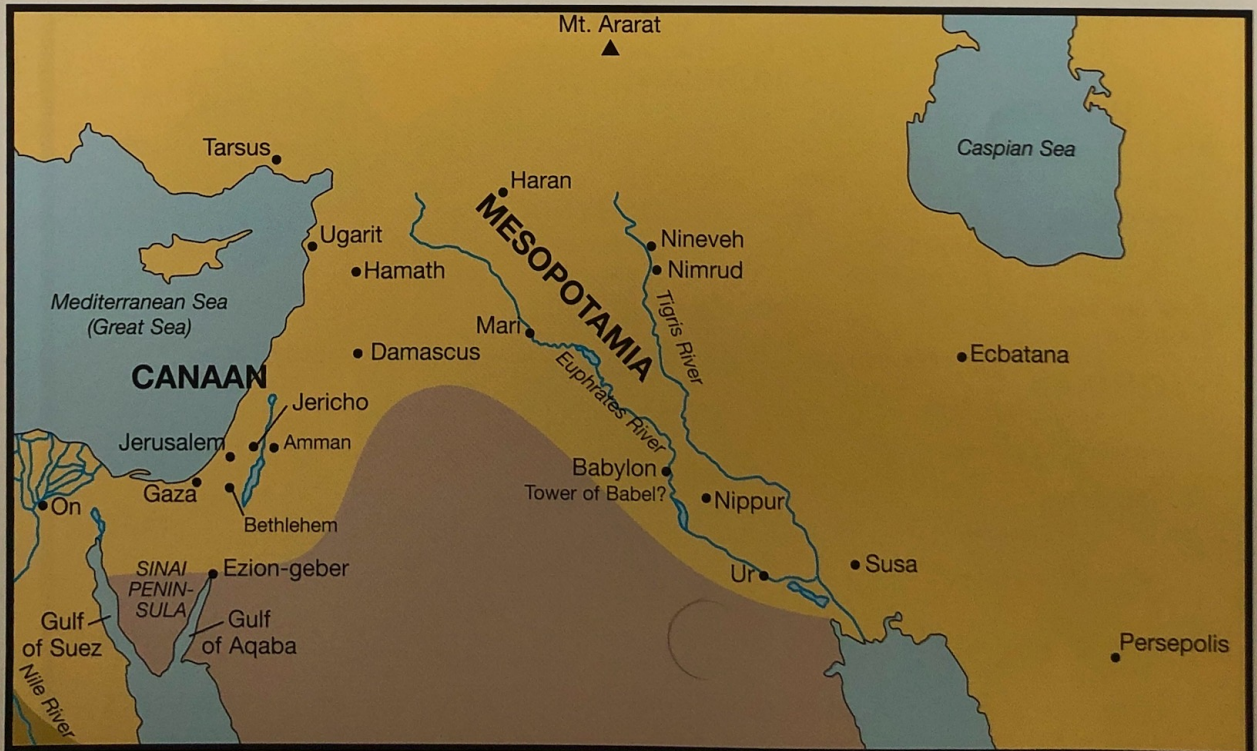 Mt. Ararat
Tarsus
Caspian Sea
Haran
MESOPOTAMIA
Ugarit
Nineveh
Hamath
Nimrud
Mediterranean Sea
(Great Sea)
Tigris River
Mari
Damascus
Ecbatana
CANAAN
Euphrates River
Jericho
Jerusalem
Amman
Babylon
Tower of Babel?
Gaza
Nippur
On
Bethlehem
SINAI
PENIN-
SULA
Ezion-geber
Ur
Susa
Gulf
of Suez
Gulf
of Aqaba
Persepolis
Nile River